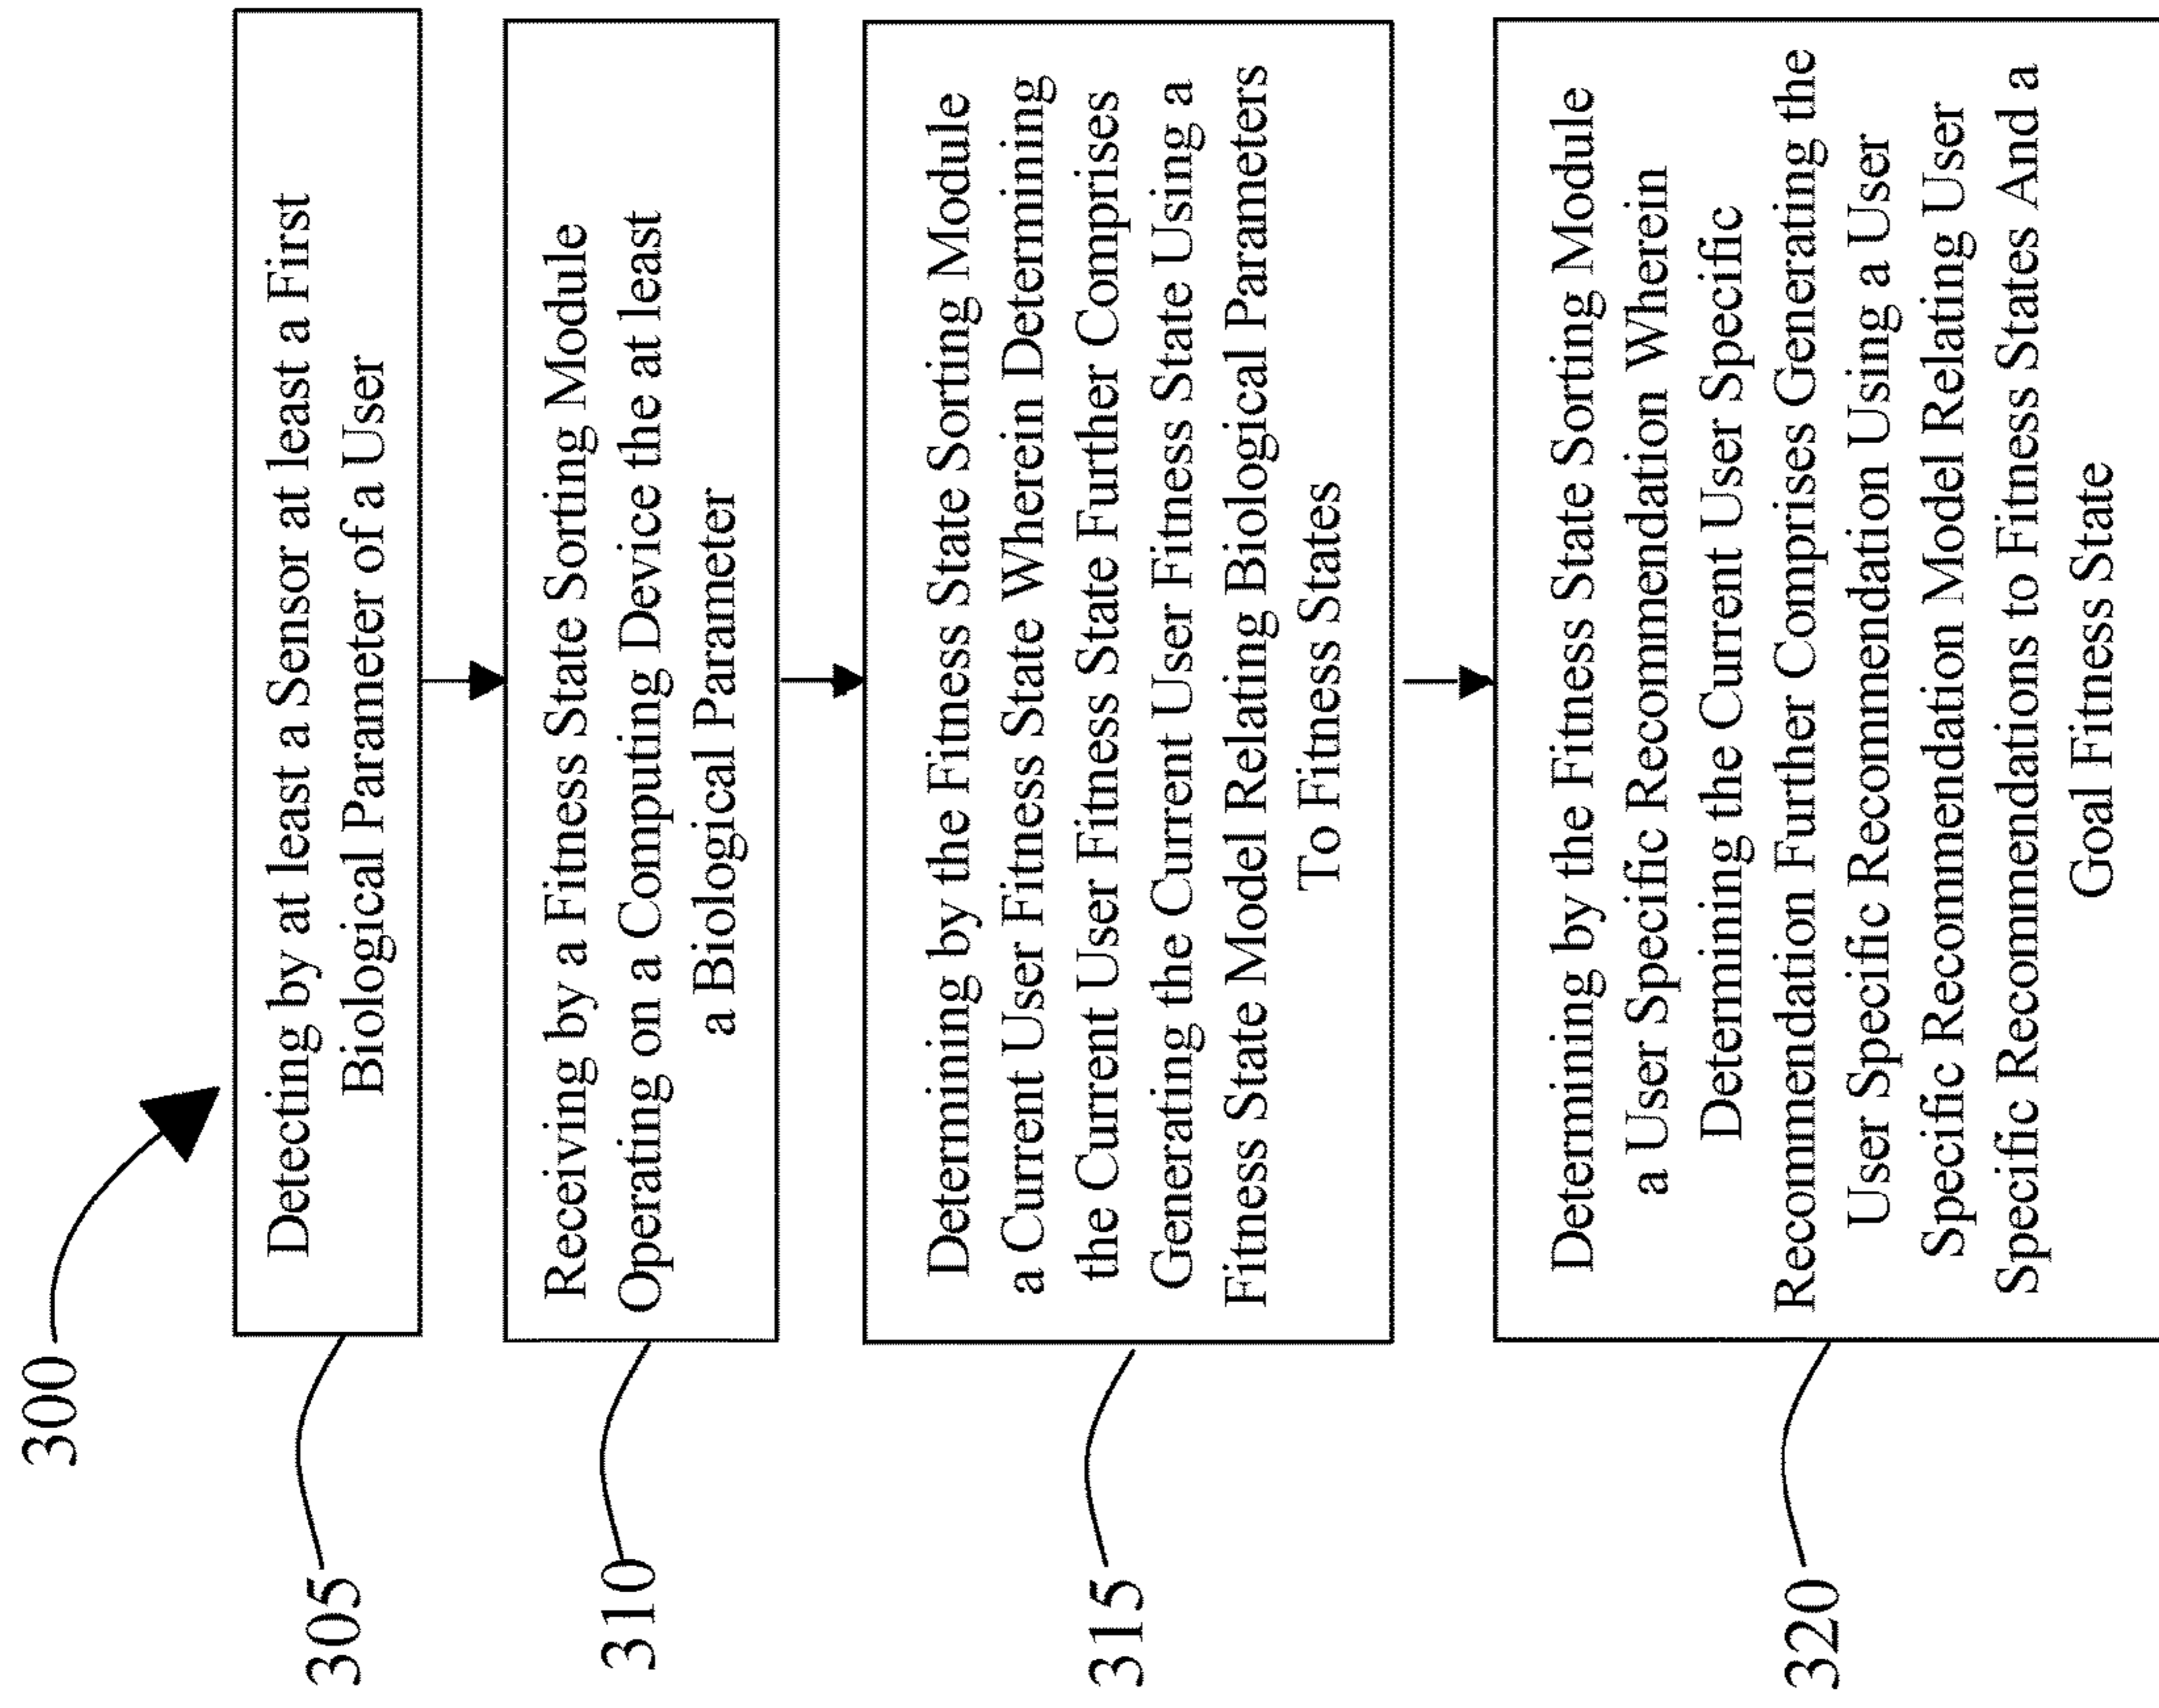 300
305
Detecting by at least a Sensor at least a First
Biological Parameter of a User
310
Receiving by a Fitness State Sorting Module
Operating on a Computing Device the at least
a Biological Parameter
315
Determining by the Fitness State Sorting Module
a Current User Fitness State Wherein Determining
the Current User Fitness State Further Comprises
Generating the Current User Fitness State Using a
Fitness State Model Relating Biological Parameters
To Fitness States
320
Determining by the Fitness State Sorting Module
a User Specific Recommendation Wherein
Determining the Current User Specific
Recommendation Further Comprises Generating the
User Specific Recommendation Using a User
Specific Recommendation Model Relating User
Specific Recommendations to Fitness States And a
Goal Fitness State